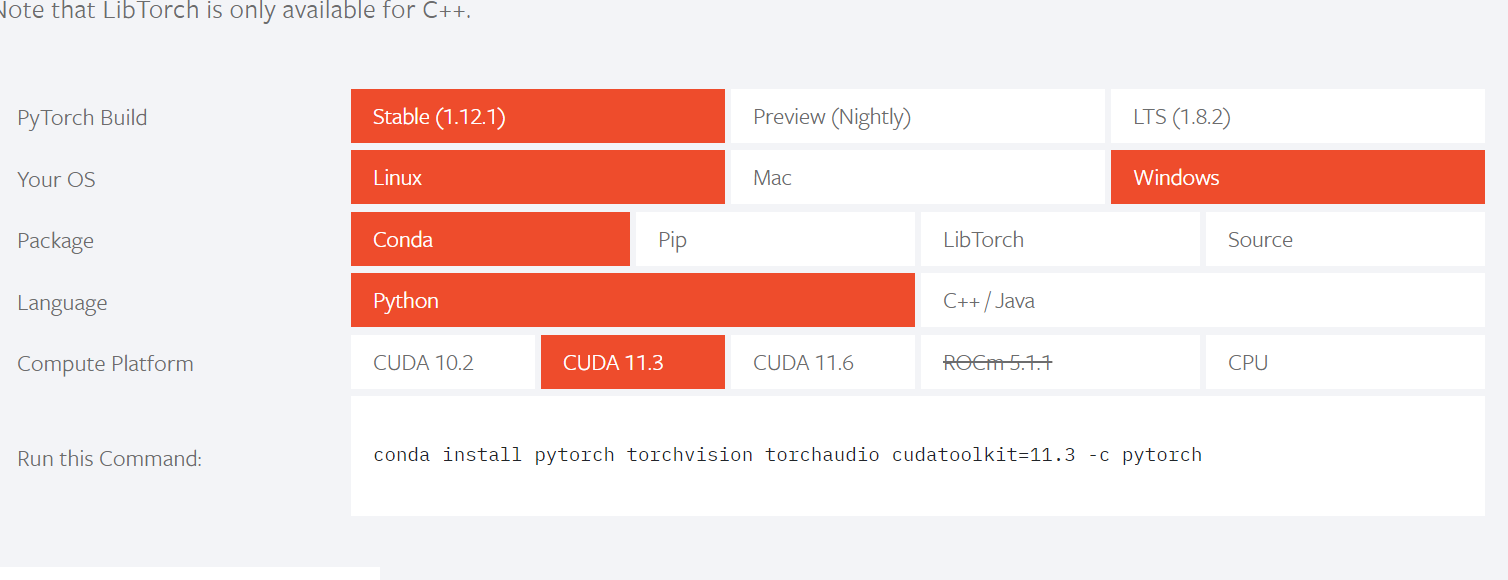 Note that LibTorch is only available for C++.
PyTorch Build Stable (1.12.1) Preview (Nightly) LTS (1.8.2)
Your OS Linux Mac Windows
Package Conda Pip LibTorch Source
Language Python C++ / Java
Compute Platform CUDA 10.2 CUDA 11.3 CUDA 11.6 ROCm 5.1.1 CPU
Run this Command: conda install pytorch torchvision torchaudio cudatoolkit=11.3 -c pytorch